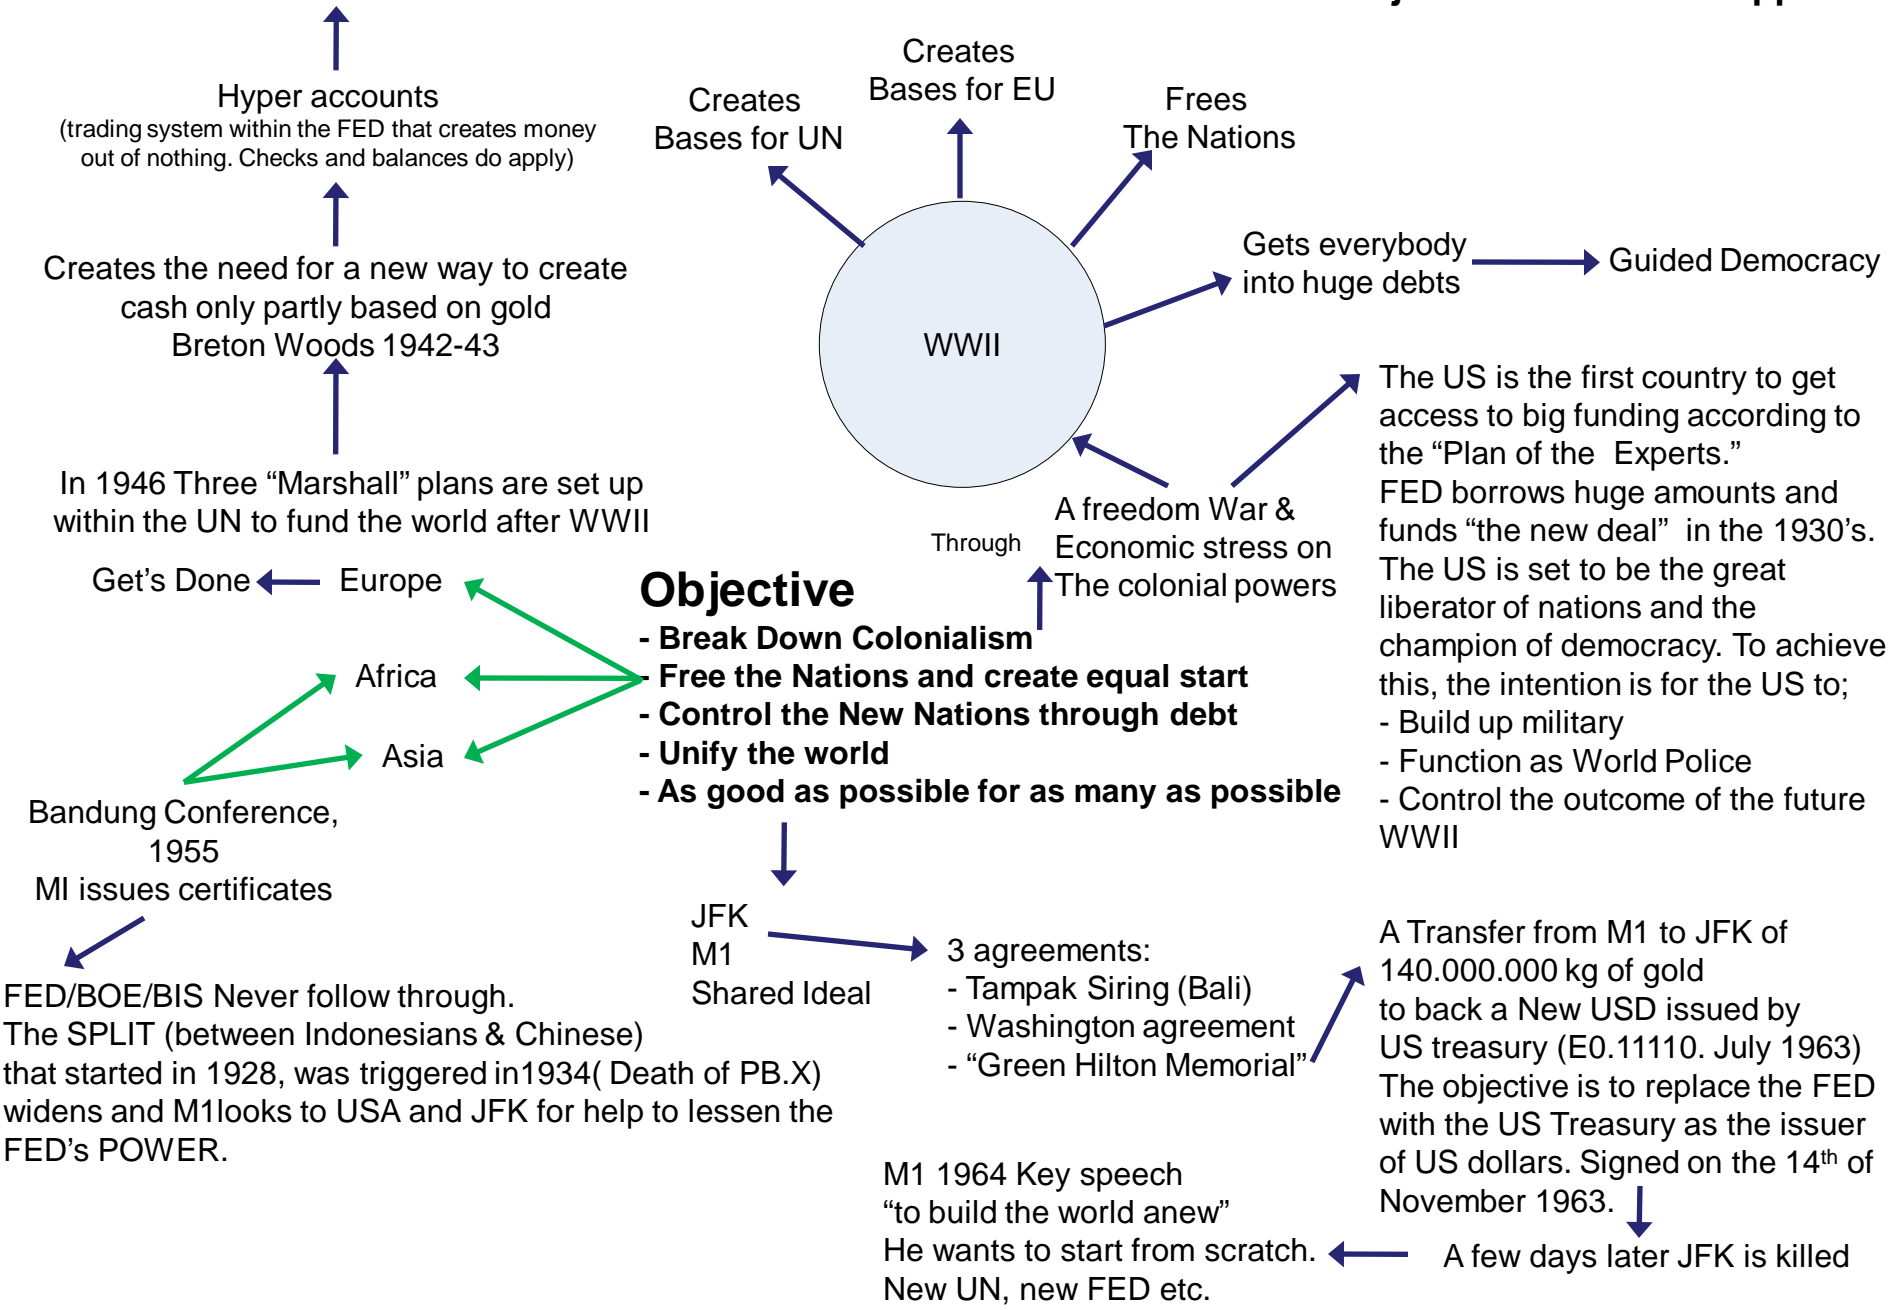 Hyper accounts
(trading system within the FED that creates money
out of nothing. Checks and balances do apply)
Creates the need for a new way to create
cash only partly based on gold
Breton Woods 1942-43
In 1946 Three “Marshall” plans are set up
within the UN to fund the world after WWII
Get’s Done
Europe
Africa
Asia
Bandung Conference,
1955
MI issues certificates
FED/BOE/BIS Never follow through.
The SPLIT (between Indonesians & Chinese)
that started in 1928, was triggered in1934( Death of PB.X)
widens and M1looks to USA and JFK for help to lessen the
FED’s POWER.
Creates
Bases for UN
Creates
Bases for EU
Frees
The Nations
Gets everybody
into huge debts
Guided Democracy
WWII
Through
A freedom War &
Economic stress on
The colonial powers
Objective
- Break Down Colonialism
- Free the Nations and create equal start
- Control the New Nations through debt
- Unify the world
- As good as possible for as many as possible
The US is the first country to get
access to big funding according to
the “Plan of the Experts.”
FED borrows huge amounts and
funds “the new deal” in the 1930’s.
The US is set to be the great
liberator of nations and the
champion of democracy. To achieve
this, the intention is for the US to;
- Build up military
- Function as World Police
- Control the outcome of the future
WWII
JFK
M1
Shared Ideal
3 agreements:
- Tampak Siring (Bali)
- Washington agreement
- “Green Hilton Memorial”
A Transfer from M1 to JFK of
140.000.000 kg of gold
to back a New USD issued by
US treasury (E0.11110. July 1963)
The objective is to replace the FED
with the US Treasury as the issuer
of US dollars. Signed on the 14th of
November 1963.
A few days later JFK is killed
M1 1964 Key speech
“to build the world anew”
He wants to start from scratch.
New UN, new FED etc.